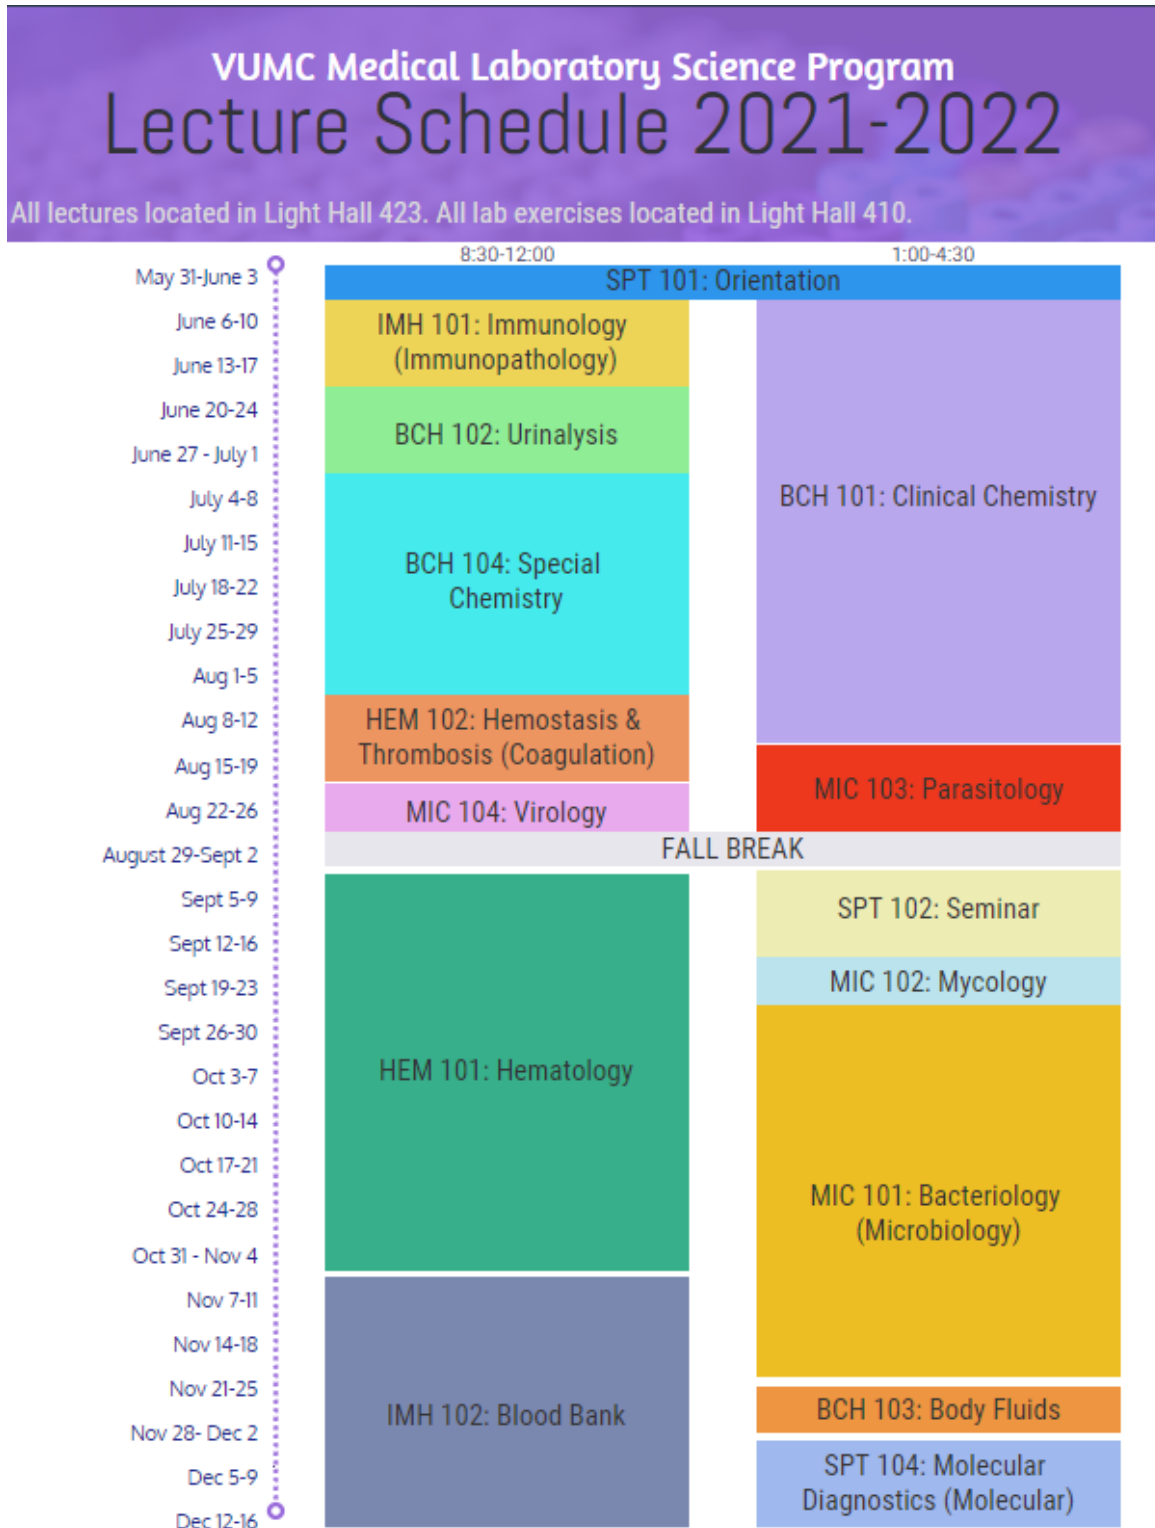 VUMC Medical Laboratory Science Program
Lecture Schedule 2021-2022
All lectures located in Light Hall 423. All lab exercises located in Light Hall 410.
8:30-12:00
1:00-4:30
May 31-June 3
SPT 101: Orientation
June 6-10
IMH 101: Immunology
(Immunopathology)
June 13-17
June 20-24
BCH 102: Urinalysis
June 27 - July 1
July 4-8
BCH 101: Clinical Chemistry
July 11-15
BCH 104: Special
Chemistry
July 18-22
July 25-29
Aug 1-5
Aug 8-12
HEM 102: Hemostasis &
Thrombosis (Coagulation)
Aug 15-19
MIC 103: Parasitology
Aug 22-26
MIC 104: Virology
August 29-Sept 2
FALL BREAK
Sept 5-9
SPT 102: Seminar
Sept 12-16
Sept 19-23
MIC 102: Mycology
Sept 26-30
Oct 3-7
HEM 101: Hematology
Oct 10-14
Oct 17-21
Oct 24-28
MIC 101: Bacteriology
(Microbiology)
Oct 31 - Nov 4
Nov 7-11
Nov 14-18
Nov 21-25
IMH 102: Blood Bank
BCH 103: Body Fluids
Nov 28- Dec 2
Dec 5-9
SPT 104: Molecular
Diagnostics (Molecular)
Dec 12-16